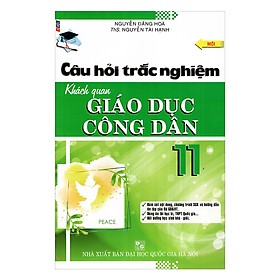 NGUYỄN ĐĂNG HOÀ
ThS. NGUYỄN TÀI HẠNH
MỚI
Câu hỏi trắc nghiệm
Khách quan
GIÁO DỤC
CÔNG DÂN
11
PEACE
NHÀ XUẤT BẢN ĐẠI HỌC QUỐC GIA HÀ NỘI